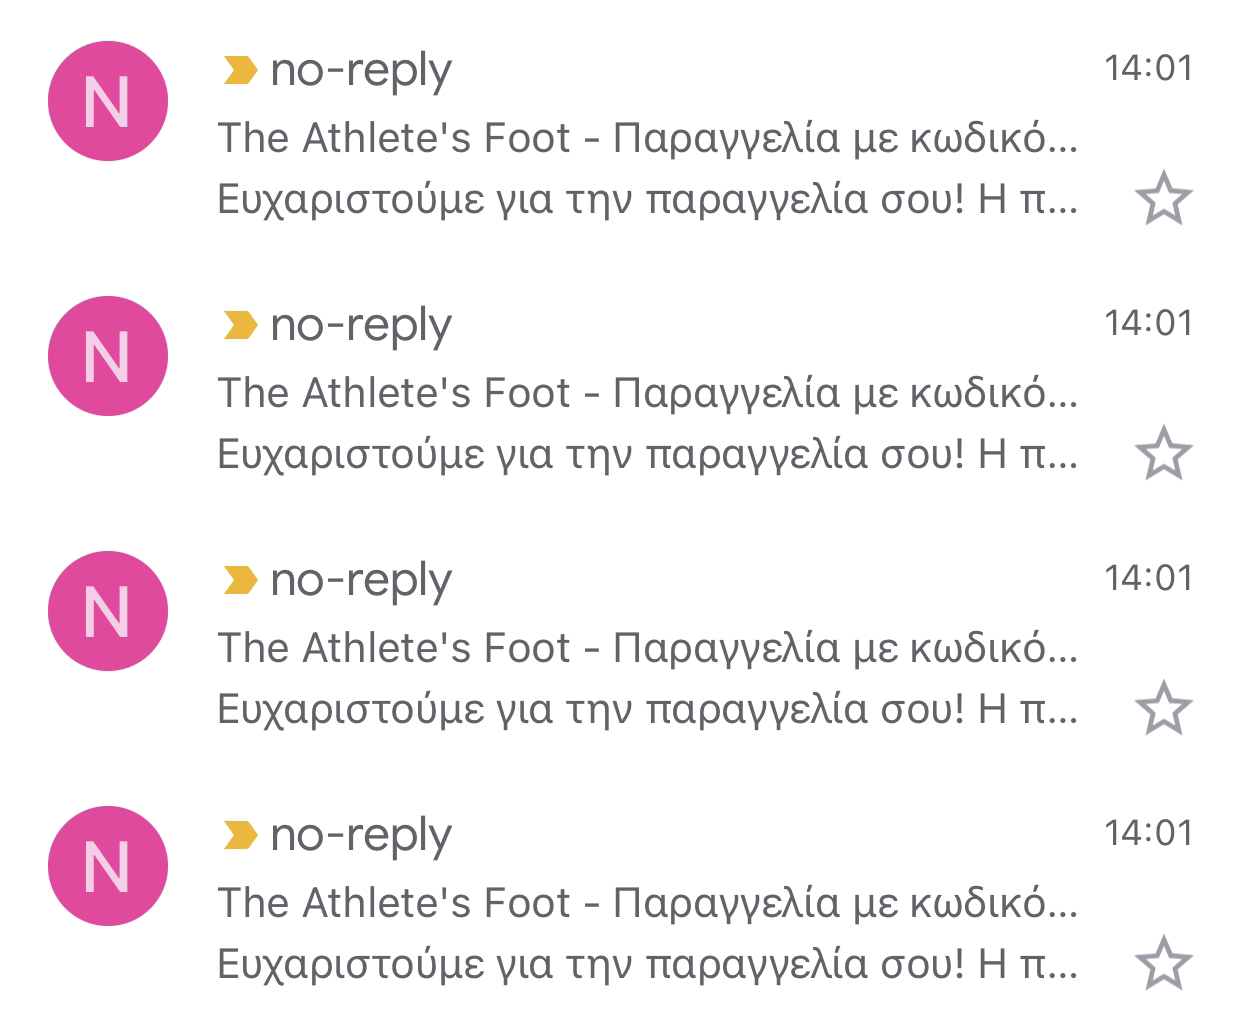 N
no-reply
14:01
The Athlete's Foot - Παραγγελία με κωδικό...
Ευχαριστούμε για την παραγγελία σου! Η π...
N
no-reply
14:01
The Athlete's Foot - Παραγγελία με κωδικό...
Ευχαριστούμε για την παραγγελία σου! Η π...
N
no-reply
14:01
The Athlete's Foot - Παραγγελία με κωδικό...
Ευχαριστούμε για την παραγγελία σου! Η π...
N
no-reply
14:01
The Athlete's Foot - Παραγγελία με κωδικό...
Ευχαριστούμε για την παραγγελία σου! Η π...